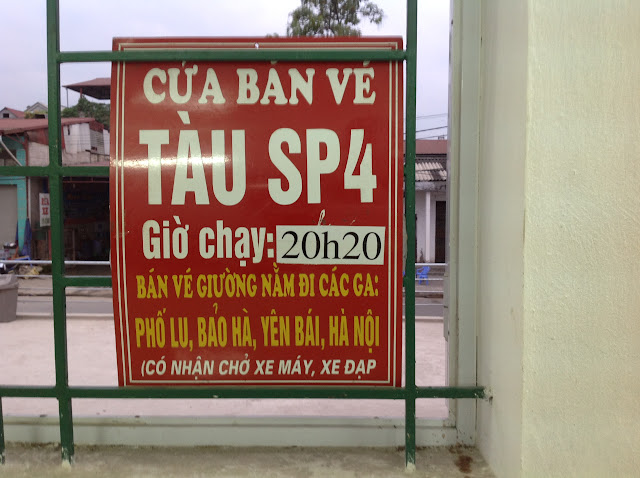 CỬA BÁN VÉ
TÀU SP4
Giờ chạy: 20h20
BÁN VÉ GIƯỜNG NẰM ĐI CÁC GA:
PHỐ LU, BẢO HÀ, YÊN BÁI, HÀ NỘI
(CÓ NHẬN CHỞ XE MÁY, XE ĐẠP